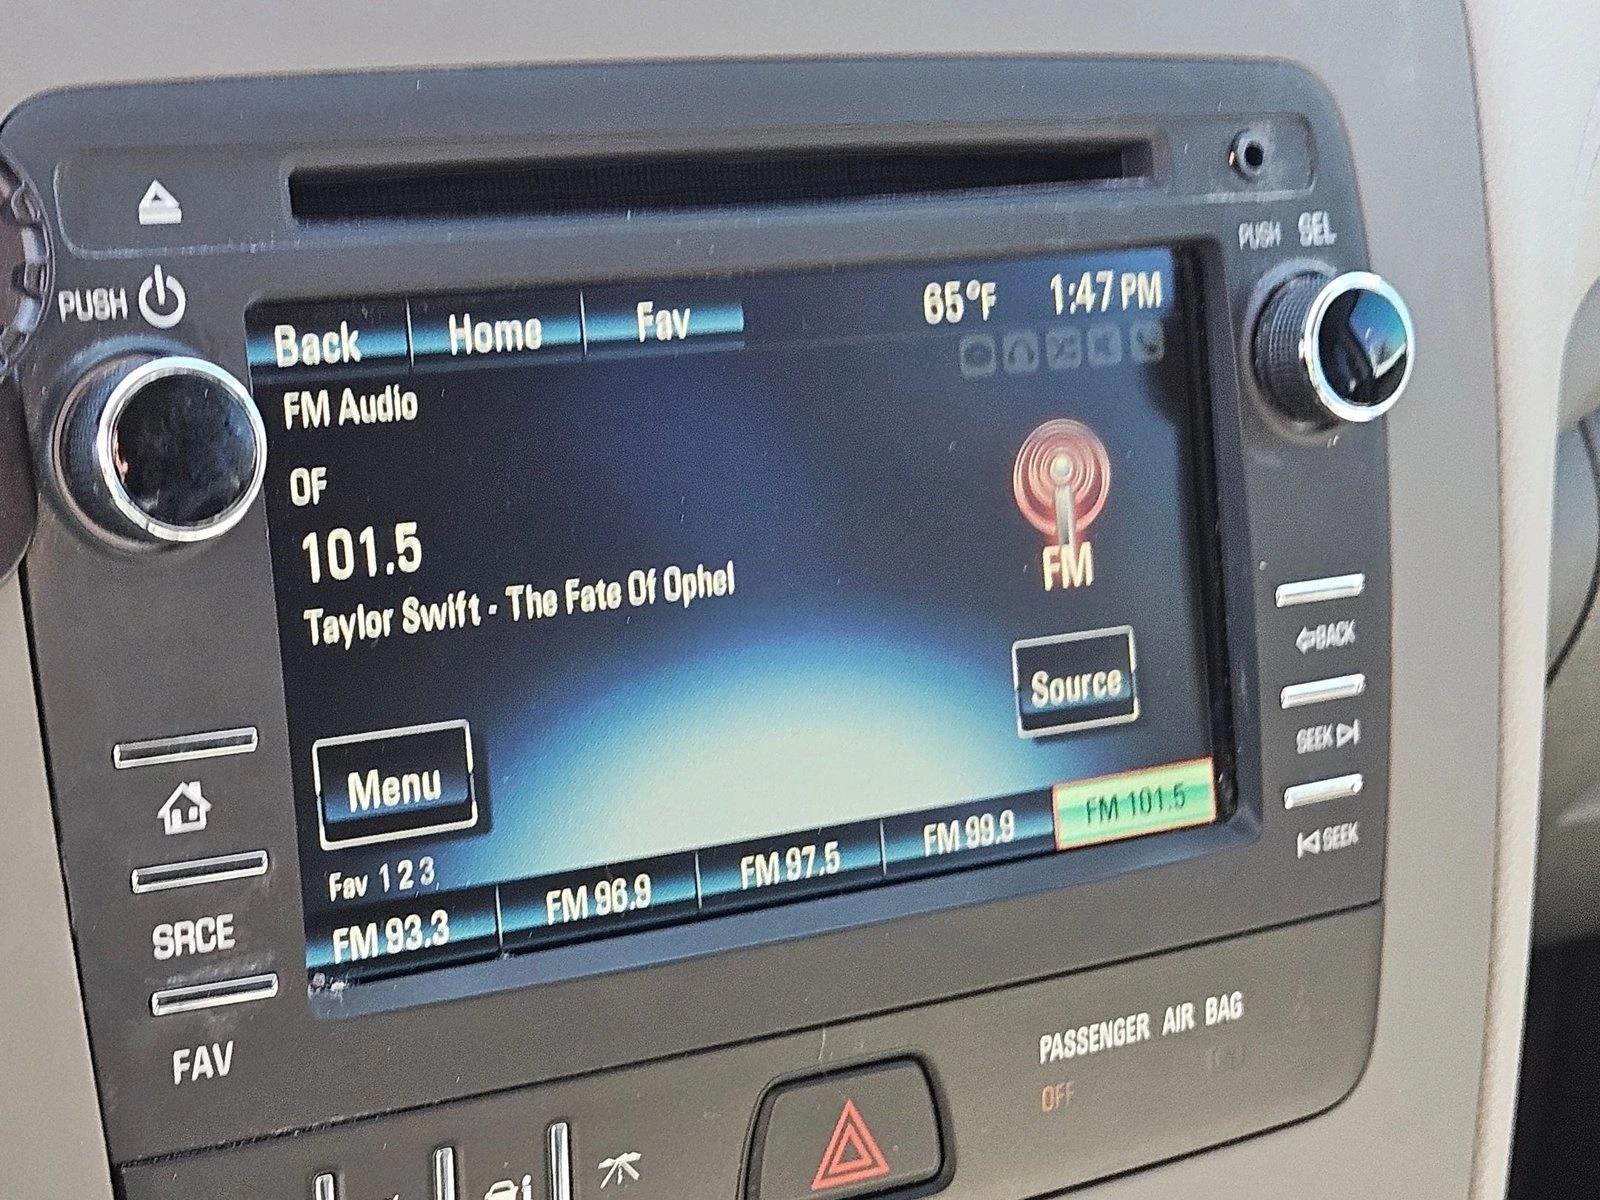 PUSH SEL
PUSH
Back Home Fav 65°F 1:47 PM
FM Audio
OF
101.5
Taylor Swift - The Fate Of Ophel
FM
Source
Menu
Fav 1 2 3
FM 93.3 FM 96.9 FM 97.5 FM 99.9 FM 101.5
BACK
SEEK
SEEK
SRCE
FAV
PASSENGER AIR BAG
OFF